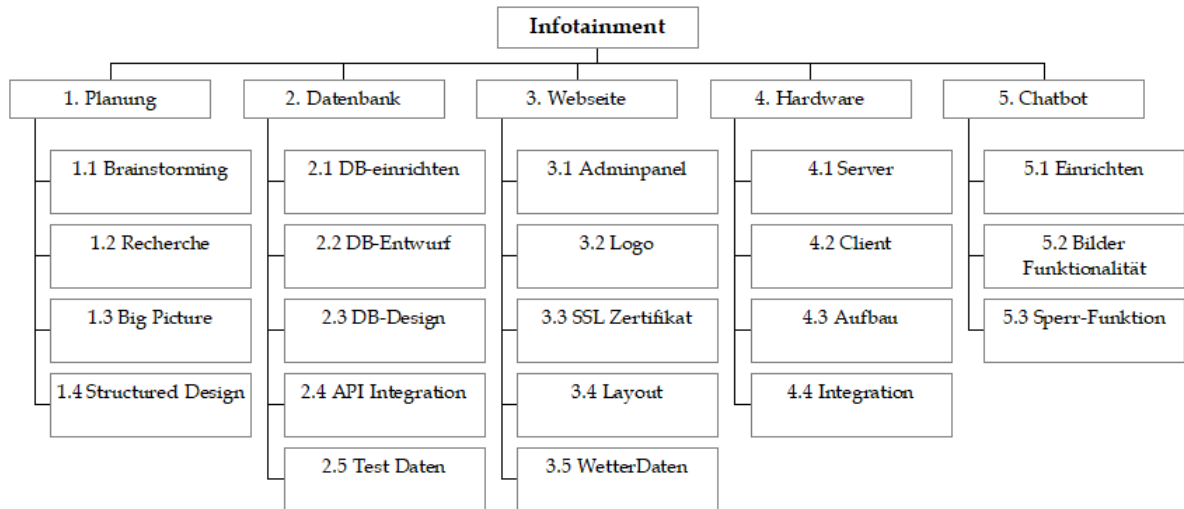 Infotainment
1. Planung
2. Datenbank
3. Webseite
4. Hardware
5. Chatbot
1.1 Brainstorming
2.1 DB-einrichten
3.1 Adminpanel
4.1 Server
5.1 Einrichten
1.2 Recherche
2.2 DB-Entwurf
3.2 Logo
4.2 Client
5.2 Bilder
Funktionalität
1.3 Big Picture
2.3 DB-Design
3.3 SSL Zertifikat
4.3 Aufbau
5.3 Sperr-Funktion
1.4 Structured Design
2.4 API Integration
3.4 Layout
4.4 Integration
2.5 Test Daten
3.5 WetterDaten